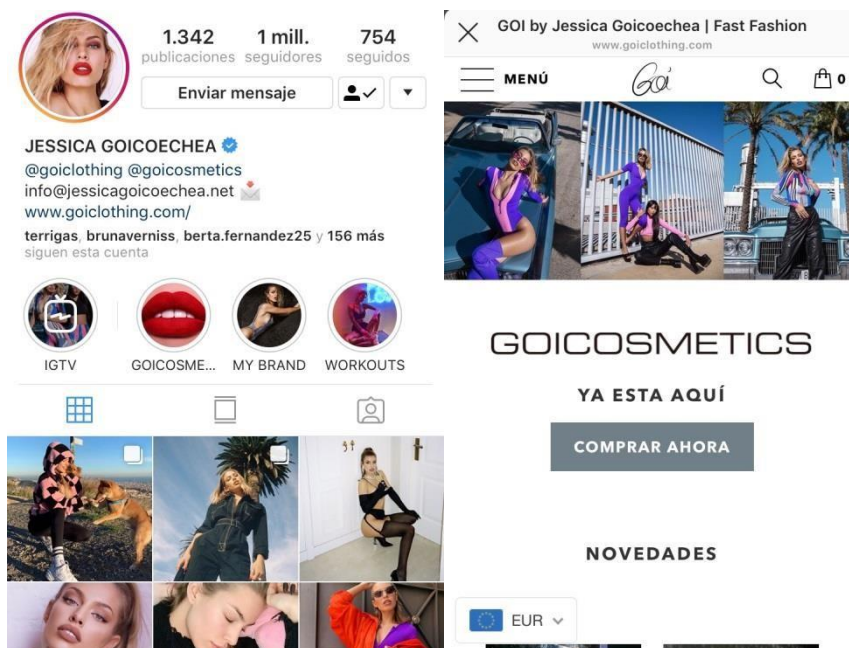 1.342 1 mill. 754
publicaciones seguidores seguidos
Enviar mensaje
JESSICA GOICOECHEA
@goiclothing @goicosmetics
info@jessicagoicoechea.net
www.goiclothing.com/
terrigas, brunaverniss, berta.fernandez25 y 156 más
siguen esta cuenta
IGTV GOICOSME... MY BRAND WORKOUTS
GOI by Jessica Goicoechea | Fast Fashion
www.goiclothing.com
MENÚ Goi 0
GOICOSMETICS
YA ESTA AQUÍ
COMPRAR AHORA
NOVEDADES
EUR